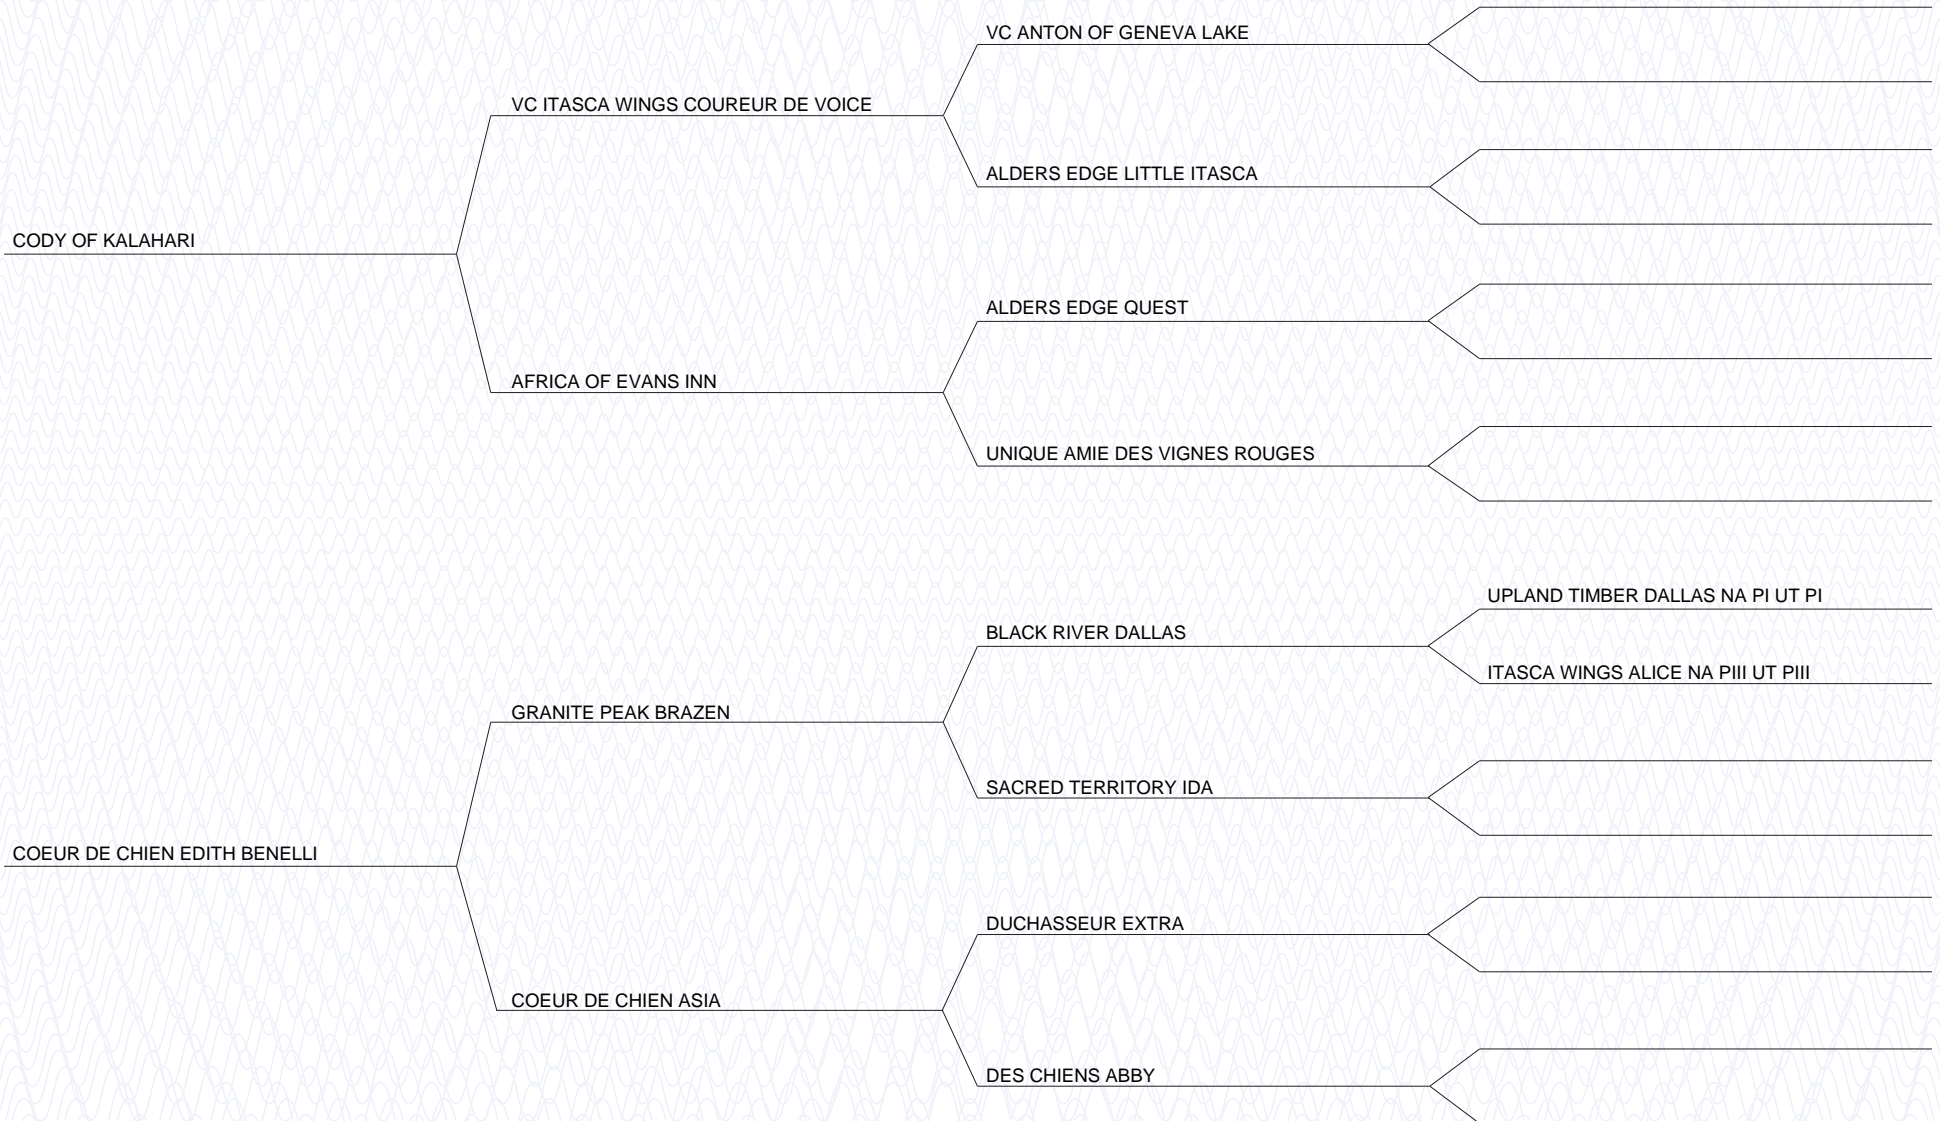 VC ANTON OF GENEVA LAKE
VC ITASCA WINGS COUREUR DE VOICE
ALDERS EDGE LITTLE ITASCA
CODY OF KALAHARI
ALDERS EDGE QUEST
AFRICA OF EVANS INN
UNIQUE AMIE DES VIGNES ROUGES
UPLAND TIMBER DALLAS NA PI UT PI
BLACK RIVER DALLAS
ITASCA WINGS ALICE NA PIII UT PIII
GRANITE PEAK BRAZEN
SACRED TERRITORY IDA
COEUR DE CHIEN EDITH BENELLI
DUCHASSEUR EXTRA
COEUR DE CHIEN ASIA
DES CHIENS ABBY